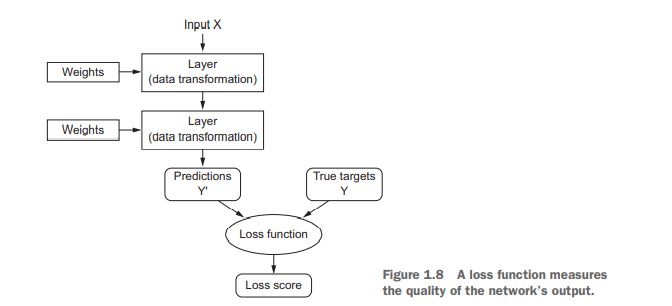 Input X
Layer
Weights
(data transformation)
Layer
Weights
(data transformation)
Predictions
Y'
True targets
Y
Loss function
Loss score
Figure 1.8 A loss function measures
the quality of the network's output.